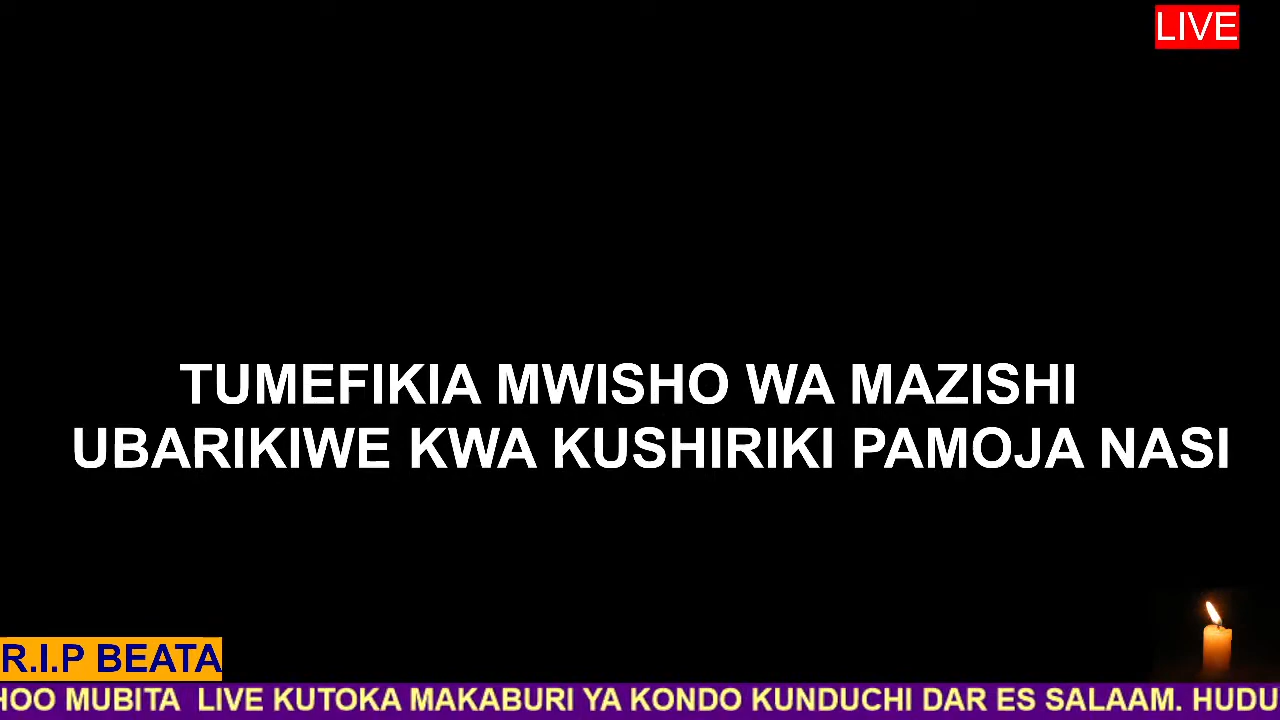 LIVE
TUMEFIKIA MWISHO WA MAZISHI
UBARIKIWE KWA KUSHIRIKI PAMOJA NASI
R.I.P BEATA
MUBITA LIVE KUTOKA MAKABURI YA KONDO KUNDUCHI DAR ES SALAAM.